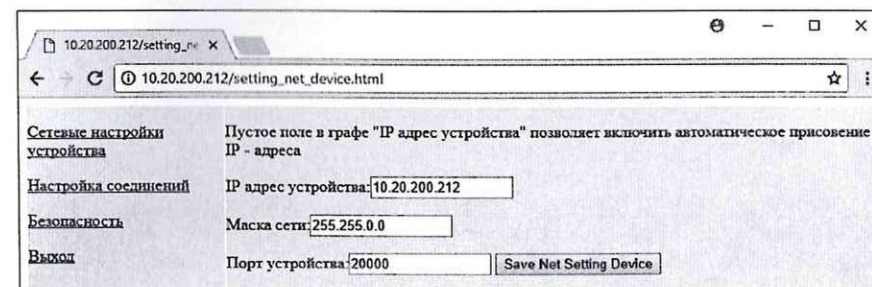 10.20.200.212/setting_ne
10.20.200.212/setting_net_device.html
Сетевые настройки
устройства
Настройка соединений
Безопасность
Выход
Пустое поле в графе "IP адрес устройства" позволяет включить автоматическое присовение
IP - адреса
IP адрес устройства: 10.20.200.212
Маска сети: 255.255.0.0
Порт устройства: 20000 Save Net Setting Device